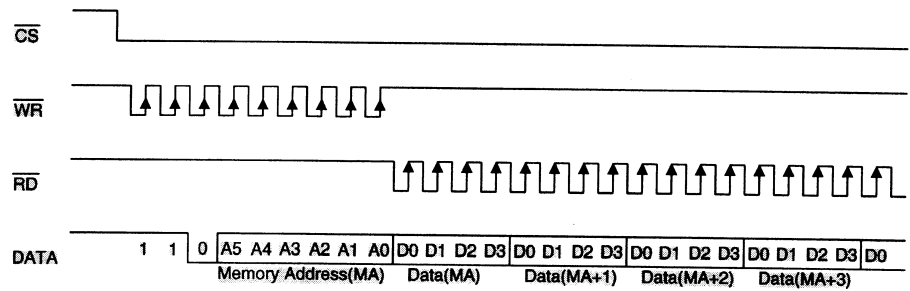 CS
WR
RD
DATA 1 1 0 A5 A4 A3 A2 A1 A0 D0 D1 D2 D3 D0 D1 D2 D3 D0 D1 D2 D3 D0 D1 D2 D3 D0
Memory Address(MA) Data(MA) Data(MA+1) Data(MA+2) Data(MA+3)